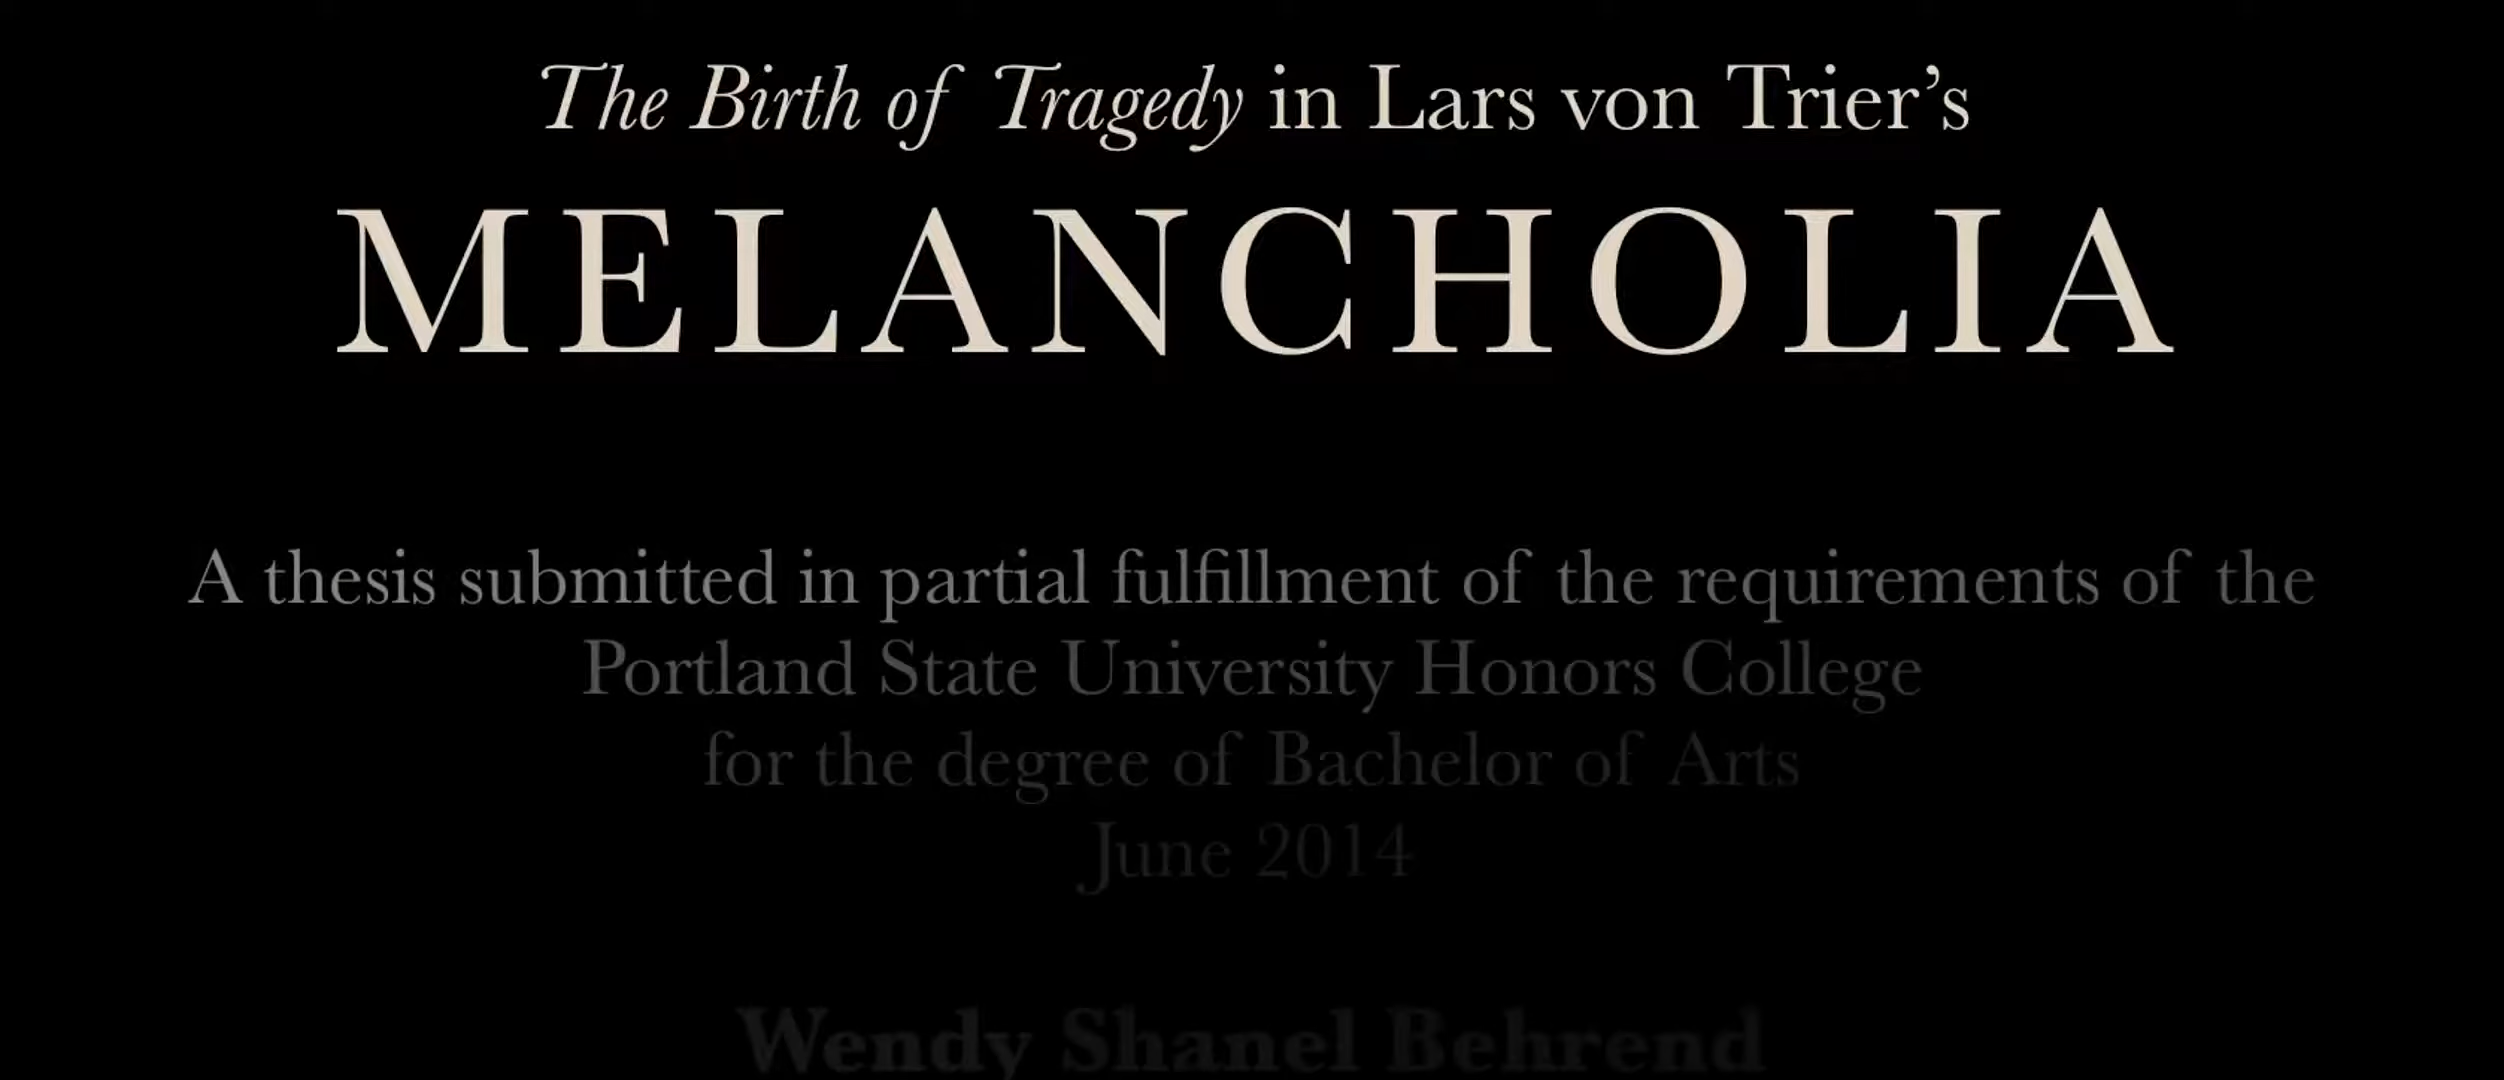 The Birth of Tragedy in Lars von Trier’s
MELANCHOLIA
A thesis submitted in partial fulfillment of the requirements of the
Portland State University Honors College
for the degree of Bachelor of Arts
June 2014
Wendy Shanel Behrend